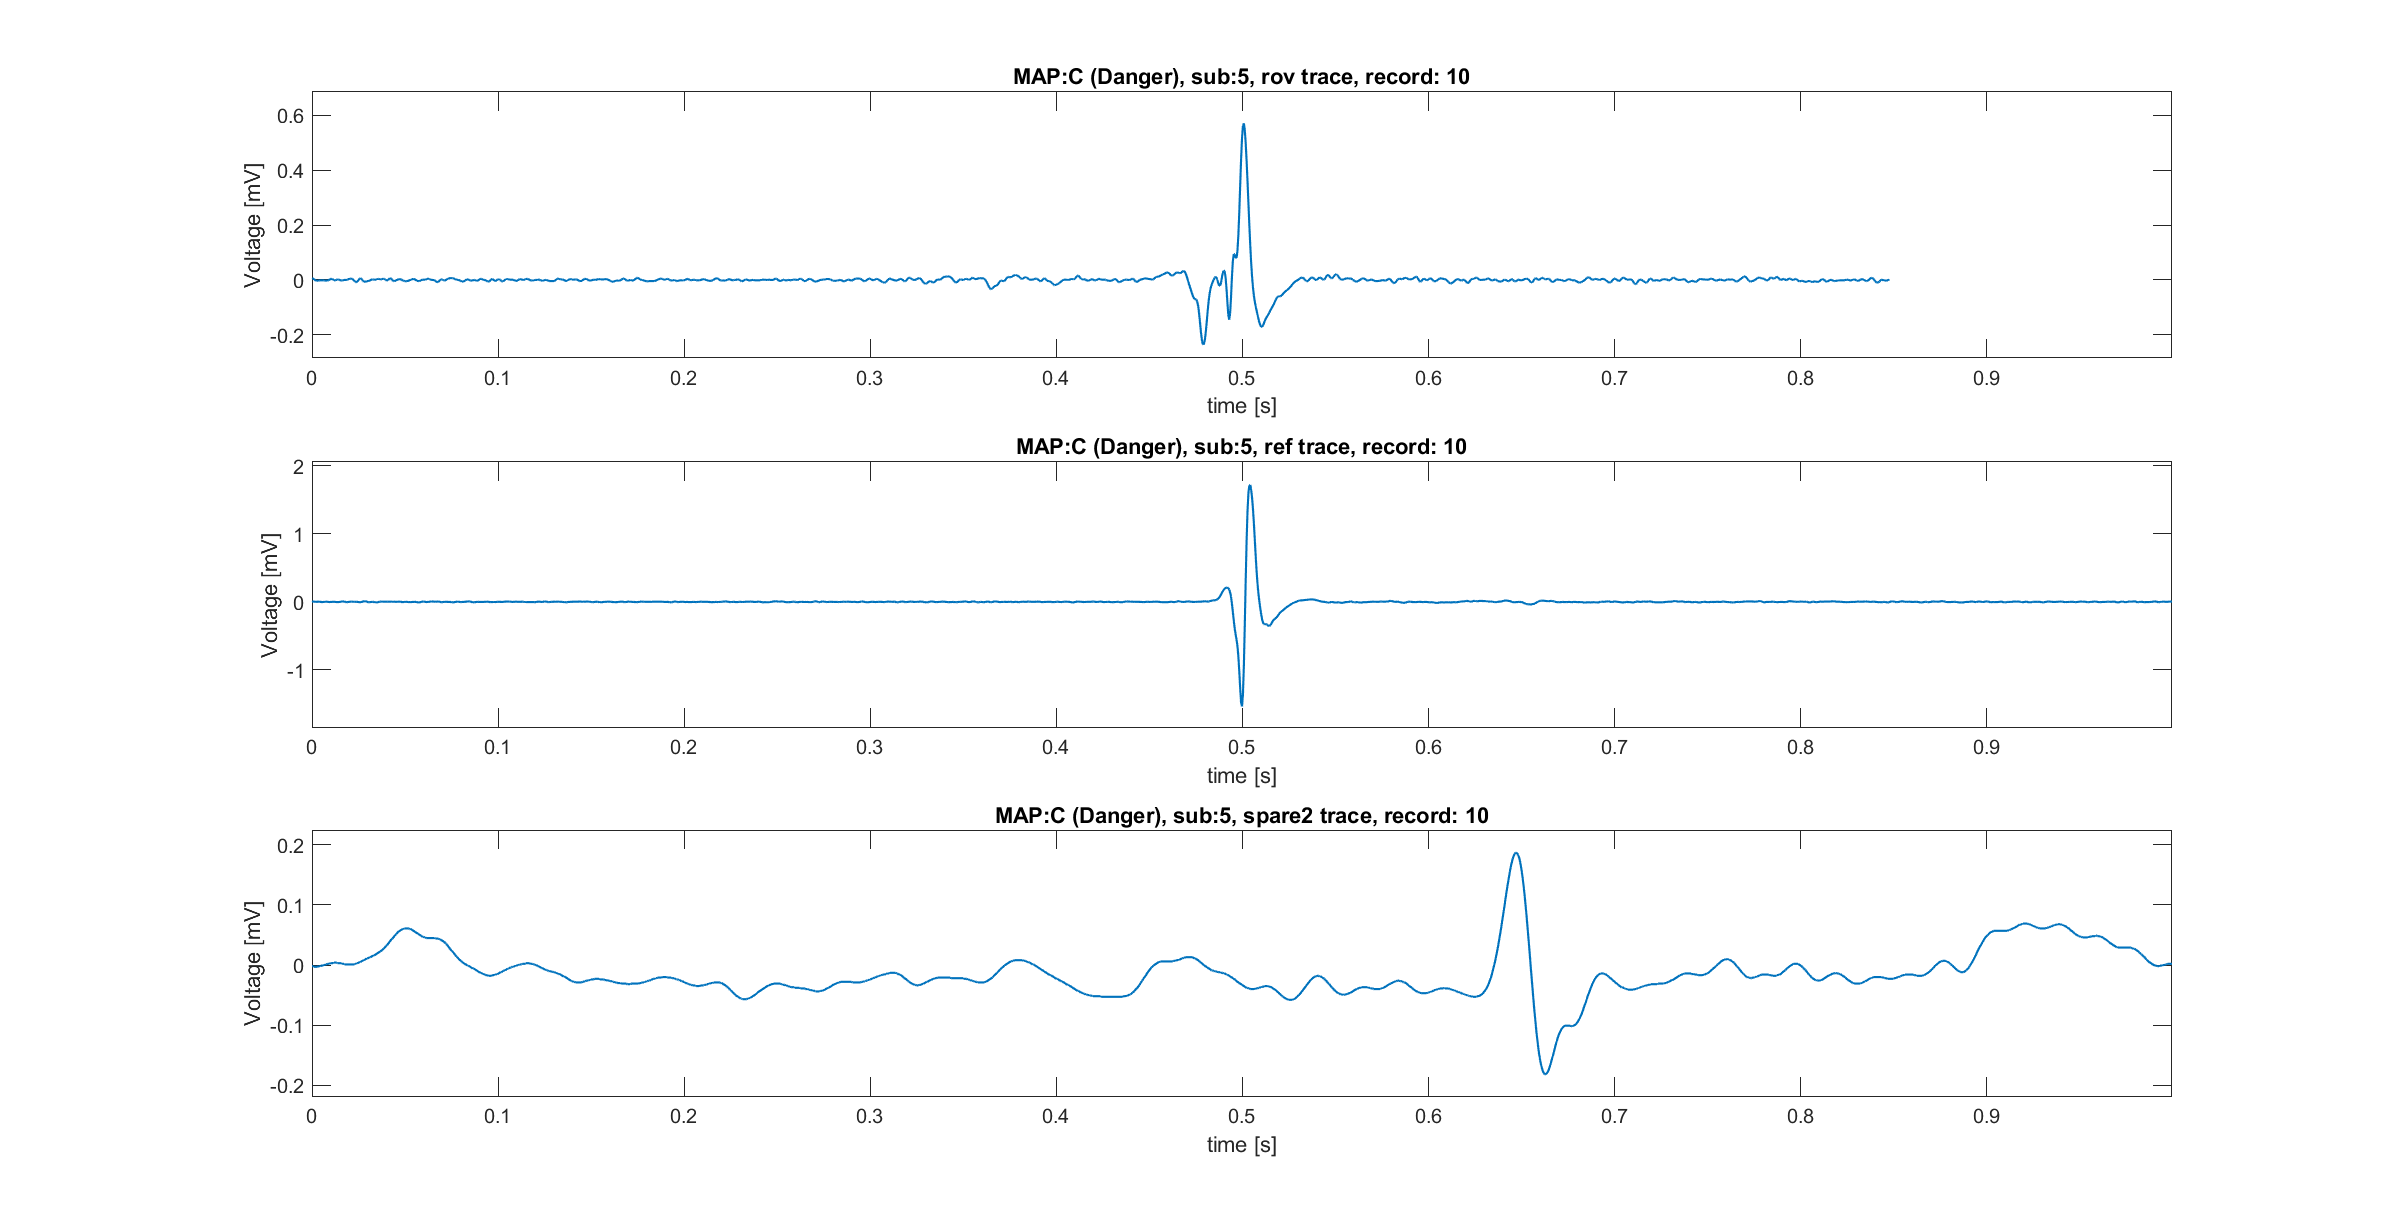 MAP:C (Danger), sub:5, rov trace, record: 10
0.6
0.4
0.2
0
-0.2
Voltage [mV]
0 0.1 0.2 0.3 0.4 0.5 0.6 0.7 0.8 0.9
time [s]
MAP:C (Danger), sub:5, ref trace, record: 10
2
1
0
-1
Voltage [mV]
0 0.1 0.2 0.3 0.4 0.5 0.6 0.7 0.8 0.9
time [s]
MAP:C (Danger), sub:5, spare2 trace, record: 10
0.2
0.1
0
-0.1
-0.2
Voltage [mV]
0 0.1 0.2 0.3 0.4 0.5 0.6 0.7 0.8 0.9
time [s]